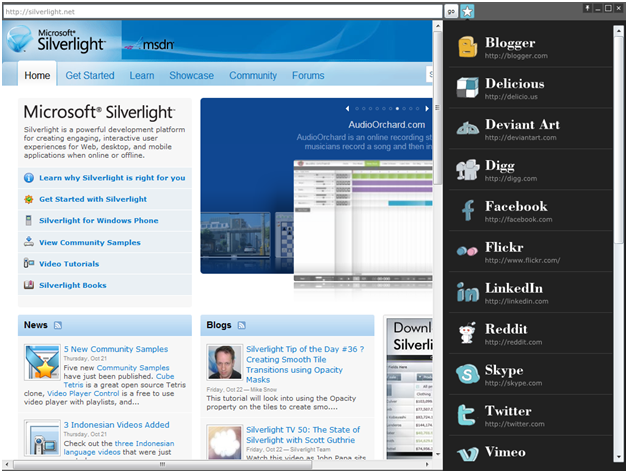 http://silverlight.net
go
Microsoft®
Silverlight™
msdn
Home Get Started Learn Showcase Community Forums
Microsoft® Silverlight™
Silverlight is a powerful development platform
for creating engaging, interactive user
experiences for Web, desktop, and mobile
applications when online or offline.
Learn why Silverlight is right for you
Get Started with Silverlight
Silverlight for Windows Phone
View Community Samples
Video Tutorials
Silverlight Books
AudioOrchard.com
AudioOrchard is an online recording st
musicians record a song and then in
News
5 New Community Samples
Thursday, Oct 21
Five new Community Samples
have just been published. Cube
Tetris is a great open source Tetris
clone, Video Player Control is a free to use
video player with playlists, and...
3 Indonesian Videos Added
Thursday, Oct 21
Check out the three Indonesian
language videos that were just
Blogs
Silverlight Tip of the Day #36 ?
Creating Smooth Tile
Transitions using Opacity
Masks
Friday, Oct 22 — Mike Snow
This tutorial will look into using the Opacity
property on the tiles to create smo....
Silverlight TV 50: The State of
Silverlight with Scott Guthrie
Friday, Oct 22 — Silverlight Team
Watch this video as John Papa sits
Downl
Silverl
Blogger
http://blogger.com
Delicious
http://delicio.us
Deviant Art
http://deviantart.com
Digg
http://digg.com
Facebook
http://facebook.com
Flickr
http://www.flickr.com/
LinkedIn
http://linkedin.com
Reddit
http://reddit.com
Skype
http://skype.com
Twitter
http://twitter.com
Vimeo